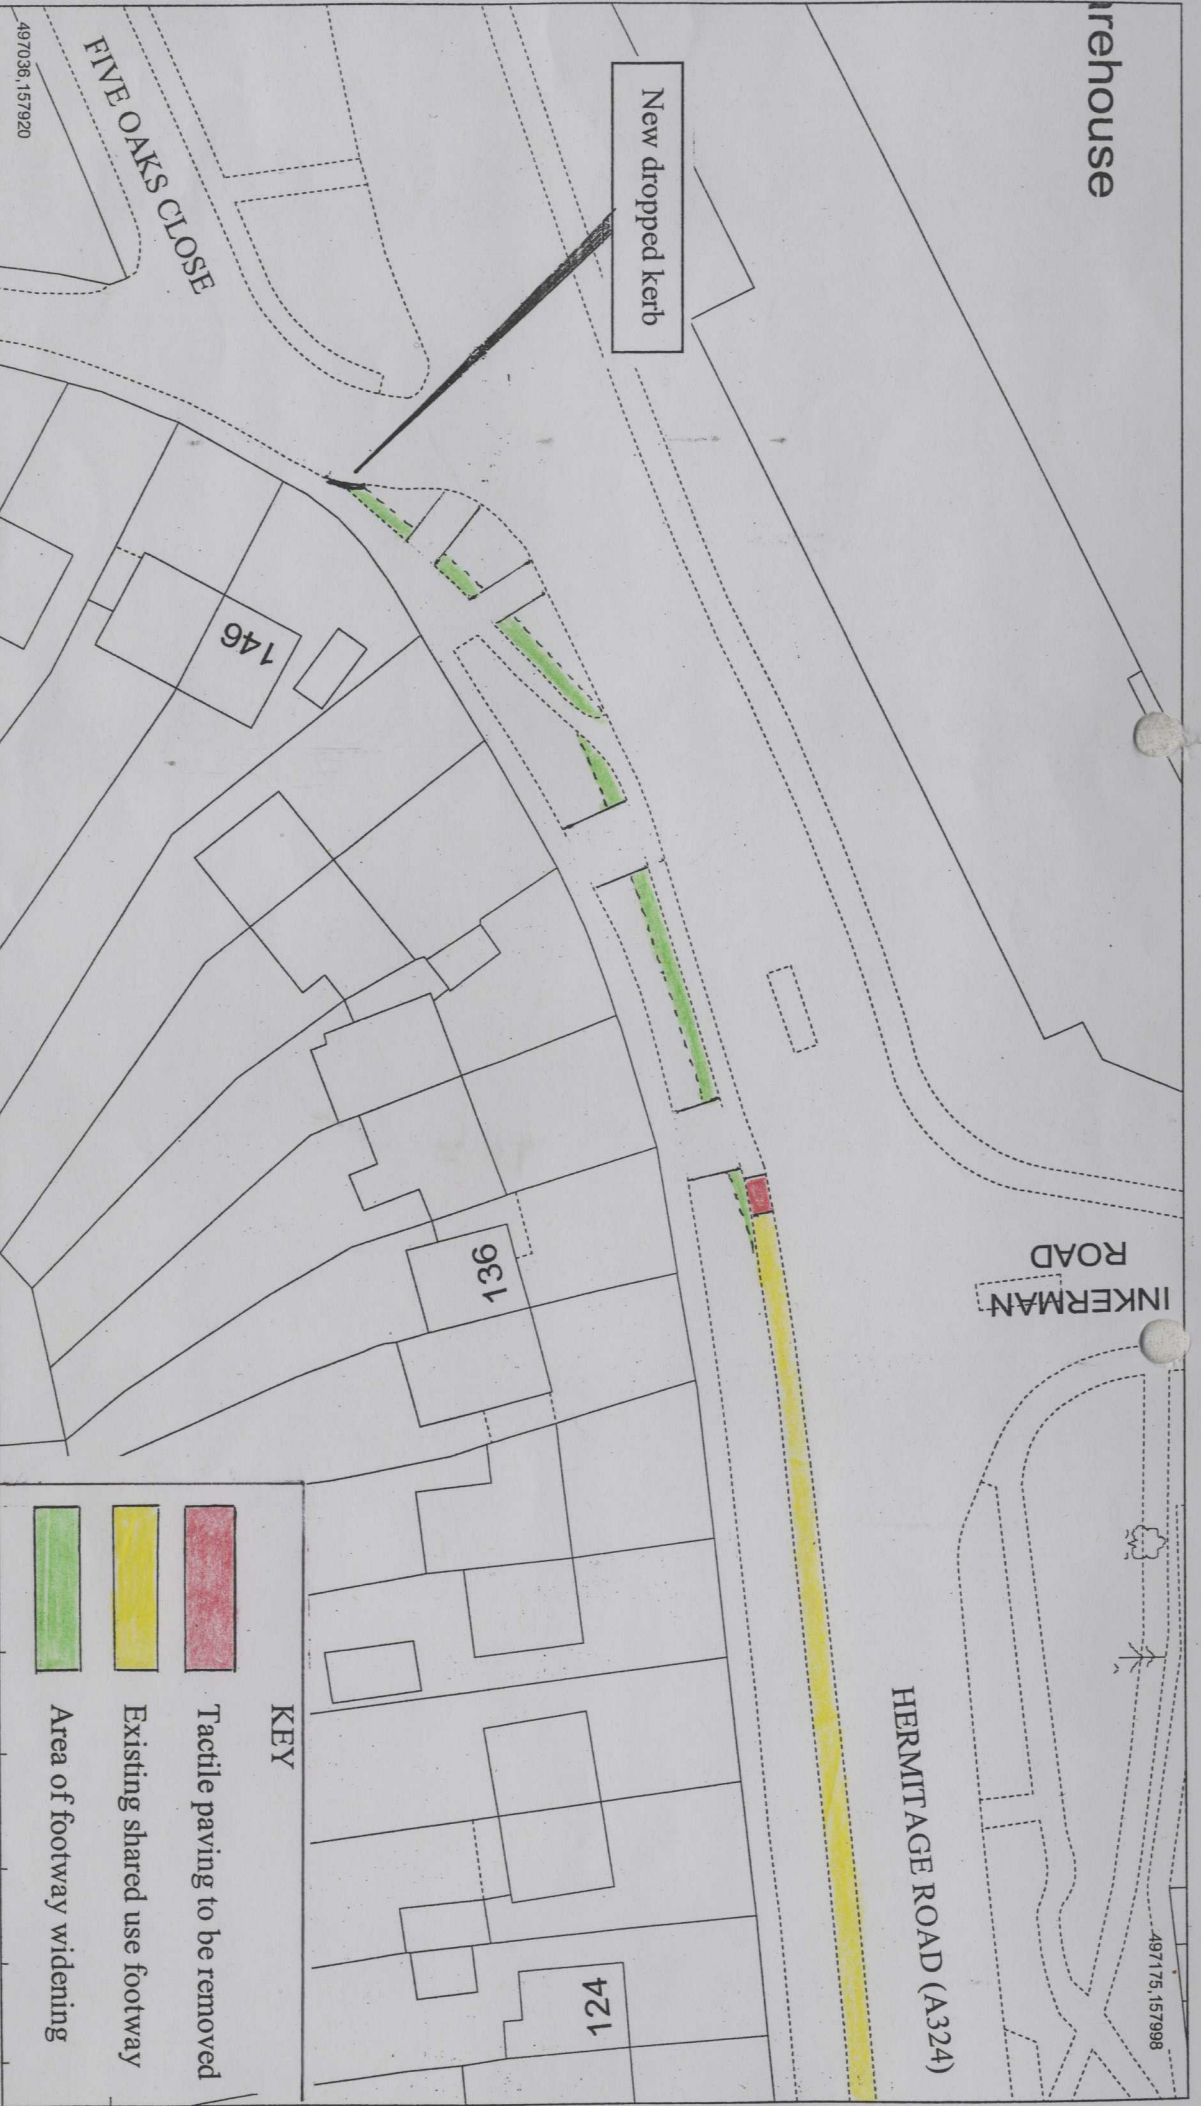 arehouse
497036,157920
FIVE OAKS CLOSE
New dropped kerb
146
136
124
INKERMAN
ROAD
HERMITAGE ROAD (A324)
497175,157998
KEY
Tactile paving to be removed
Existing shared use footway
Area of footway widening